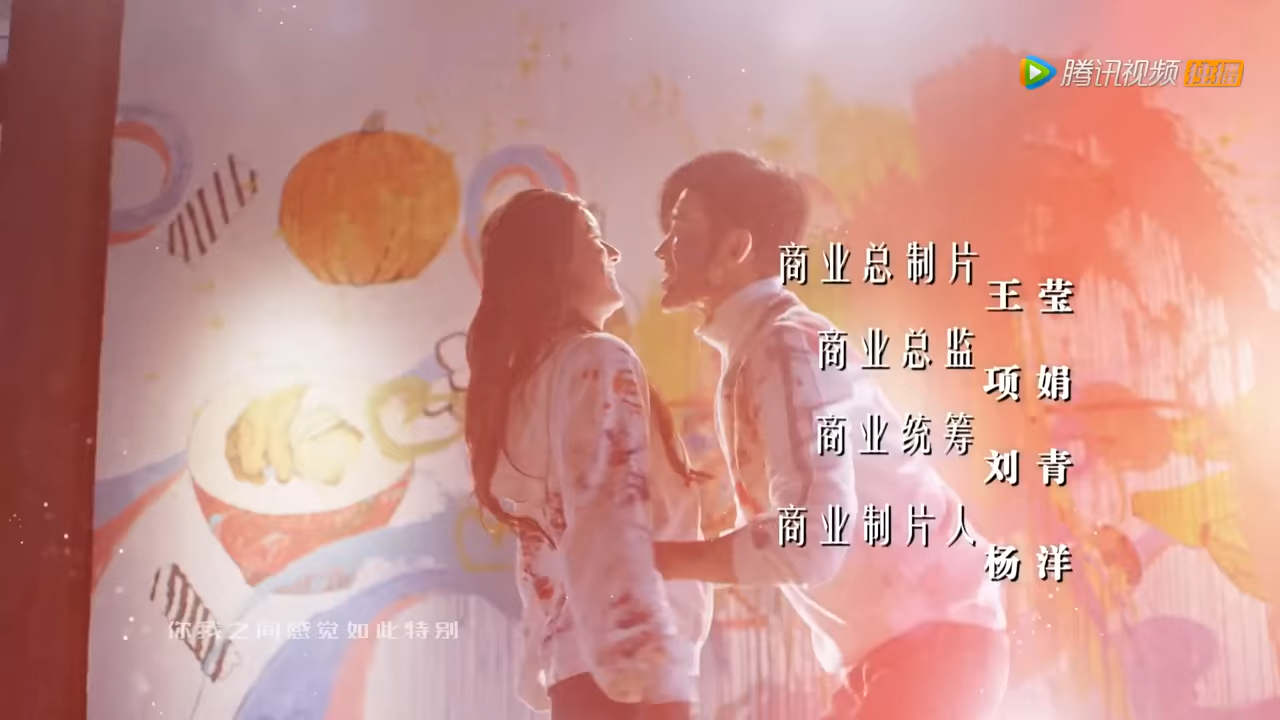 腾讯视频 独播
商业总制片
王莹
商业总监
项娟
商业统筹
刘青
商业制片人
杨洋
你我之间感觉如此特别